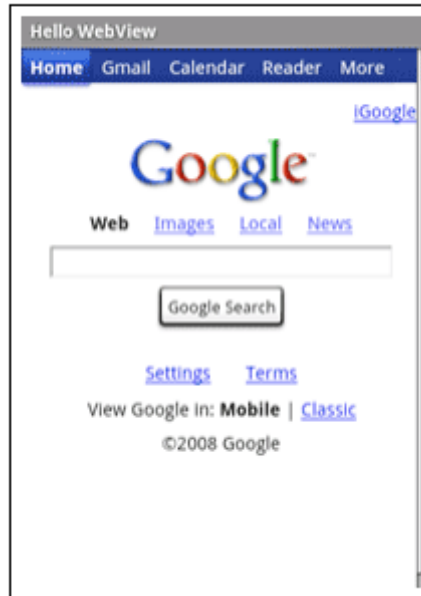 Hello WebView
Home Gmail Calendar Reader More
iGoogle
Google™
Web Images Local News
Google Search
Settings Terms
View Google in: Mobile | Classic
©2008 Google